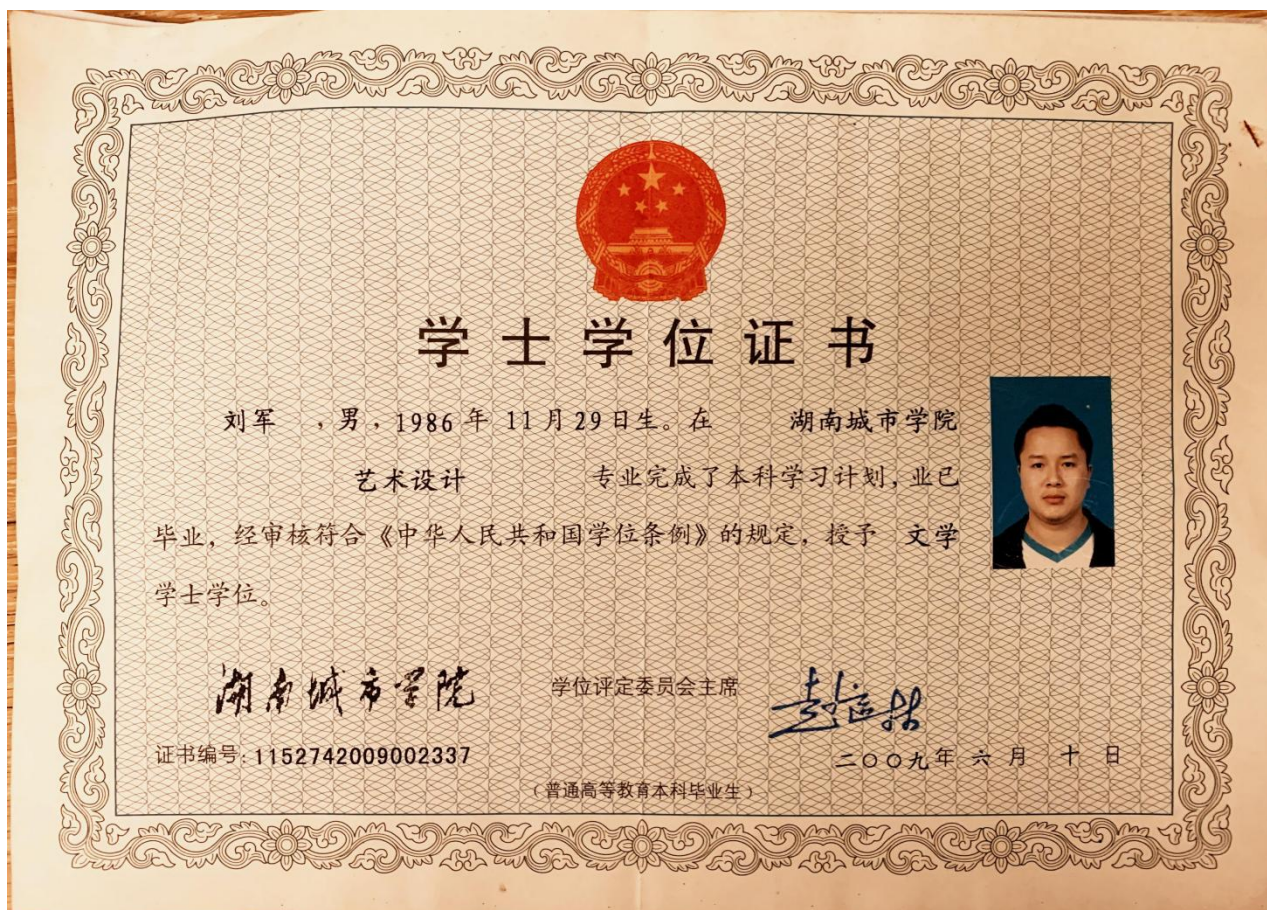 学士学位证书
刘军 ，男，1986年 11月29日生。在 湖南城市学院
艺术设计 专业完成了本科学习计划，业已
毕业，经审核符合《中华人民共和国学位条例》的规定，授予 文学
学士学位。
湖南城市学院 学位评定委员会主席
证书编号：1152742009002337 二〇〇九年 六 月 十 日
（普通高等教育本科毕业生）